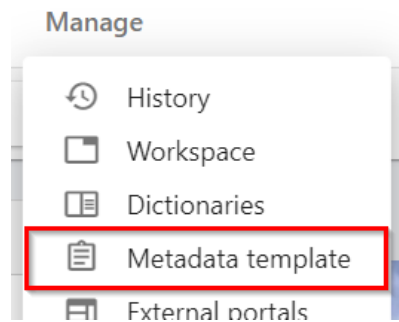 Manage
History
Workspace
Dictionaries
Metadata template
External portals